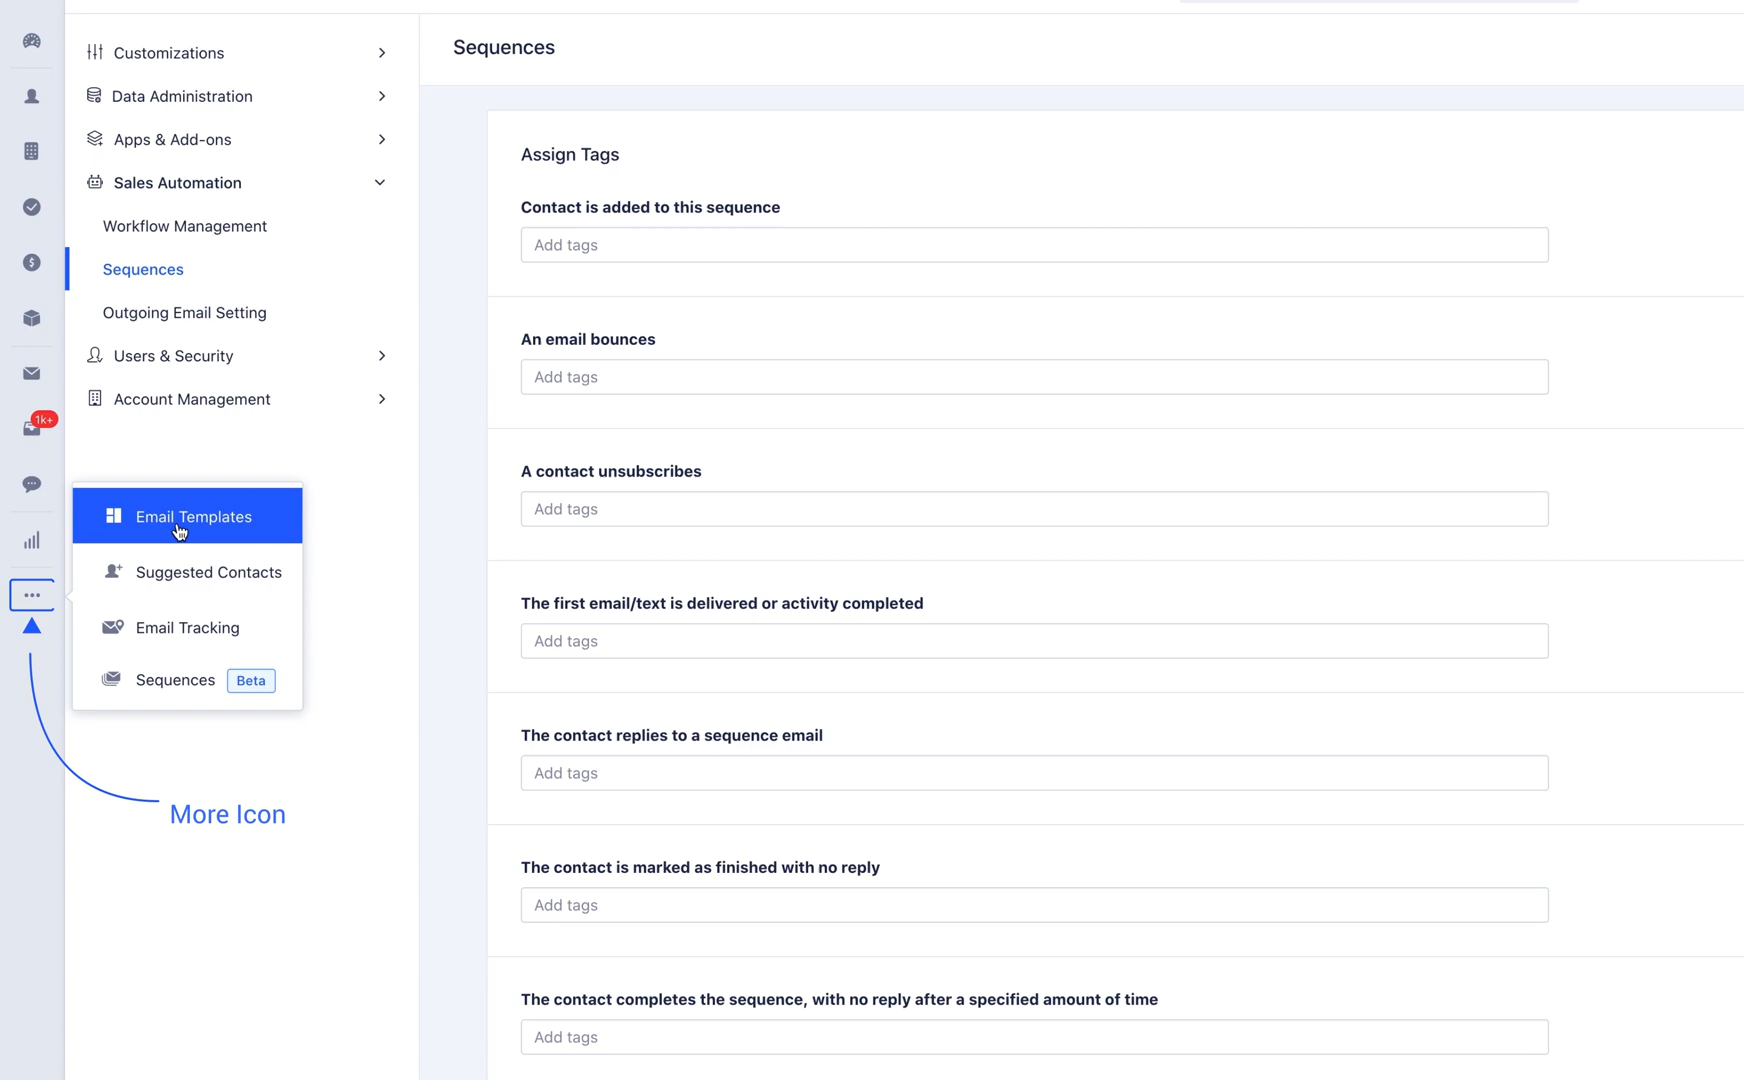 Customizations
Data Administration
Apps & Add-ons
Sales Automation
Workflow Management
Sequences
Outgoing Email Setting
Users & Security
Account Management
1k+
Email Templates
Suggested Contacts
Email Tracking
Sequences Beta
More Icon
Sequences
Assign Tags
Contact is added to this sequence
Add tags
An email bounces
Add tags
A contact unsubscribes
Add tags
The first email/text is delivered or activity completed
Add tags
The contact replies to a sequence email
Add tags
The contact is marked as finished with no reply
Add tags
The contact completes the sequence, with no reply after a specified amount of time
Add tags